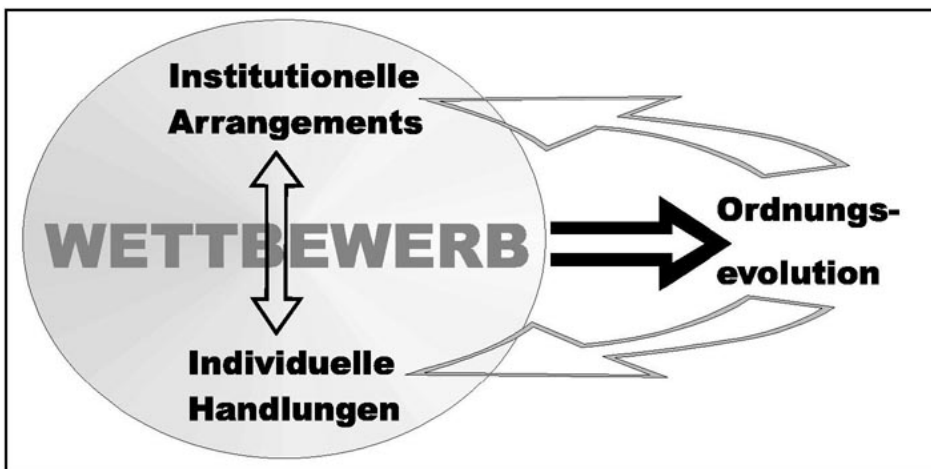 Institutionelle
Arrangements
WETTBEWERB
Ordnungs-
evolution
Individuelle
Handlungen